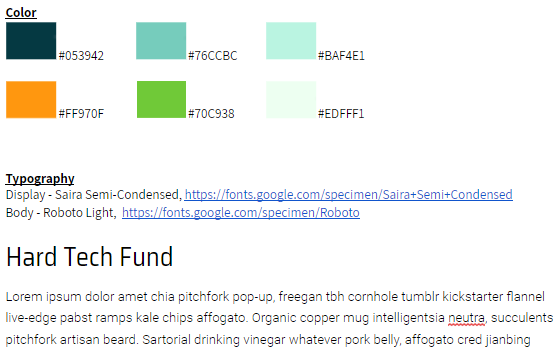 Color
#053942 #76CCBC #BAF4E1
#FF970F #70C938 #EDFFF1
Typography
Display - Saira Semi-Condensed, https://fonts.google.com/specimen/Saira+Semi+Condensed
Body - Roboto Light, https://fonts.google.com/specimen/Roboto
Hard Tech Fund
Lorem ipsum dolor amet chia pitchfork pop-up, freegan tbh cornhole tumblr kickstarter flannel
live-edge pabst ramps kale chips affogato. Organic copper mug intelligentsia neutra, succulents
pitchfork artisan beard. Sartorial drinking vinegar whatever pork belly, affogato cred jianbing